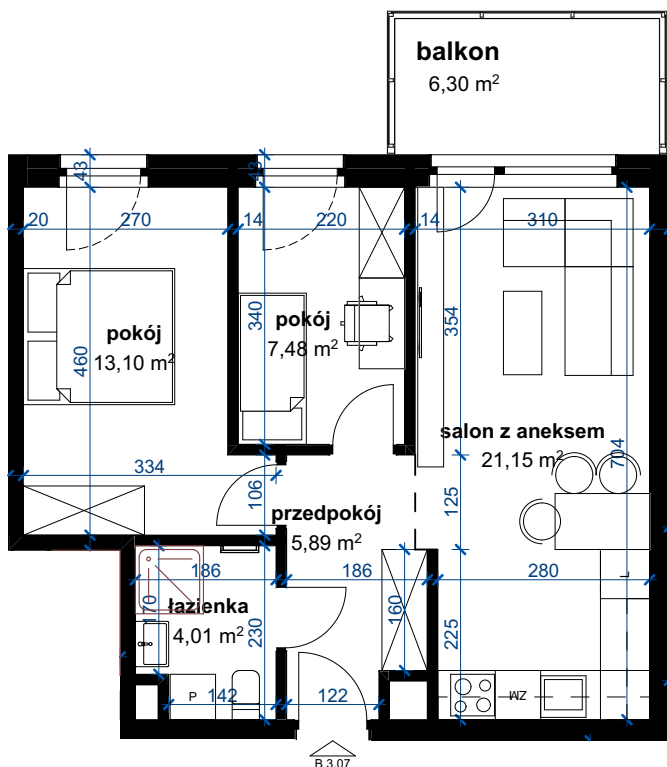 balkon
6,30 m²
43
43
20
270
14
220
14
310
pokój
13,10 m²
460
340
pokój
7,48 m²
354
salon z aneksem
21,15 m²
704
334
106
125
przedpokój
5,89 m²
186
186
280
170
łazienka
4,01 m²
230
160
225
P
142
122
ZM
L
B 3.07